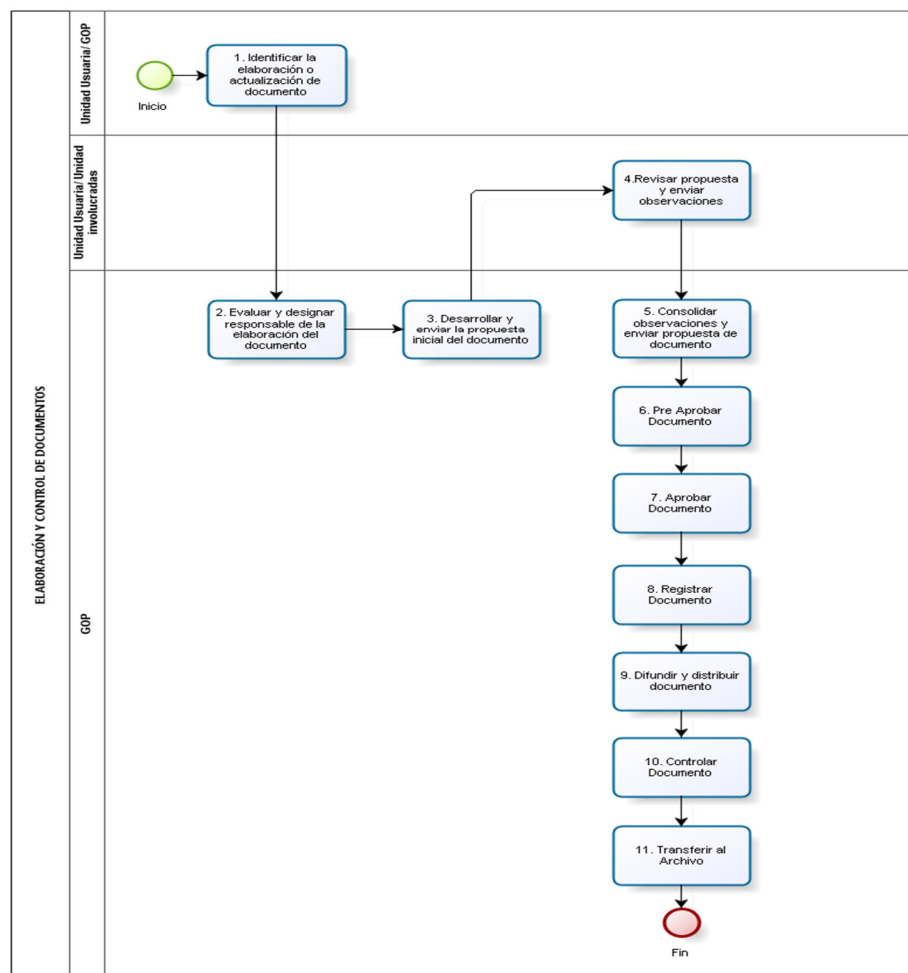 ELABORACIÓN Y CONTROL DE DOCUMENTOS
Unidad Usuaria/ GOP
Inicio
1. Identificar la
elaboración o
actualización de
documento
Unidad Usuaria/ Unidad
involucradas
4.Revisar propuesta
y enviar
observaciones
GOP
2. Evaluar y designar
responsable de la
elaboración del
documento
3. Desarrollar y
enviar la propuesta
inicial del documento
5. Consolidar
observaciones y
enviar propuesta de
documento
6. Pre Aprobar
Documento
7. Aprobar
Documento
8. Registrar
Documento
9. Difundir y distribuir
documento
10. Controlar
Documento
11. Transferir al
Archivo
Fin